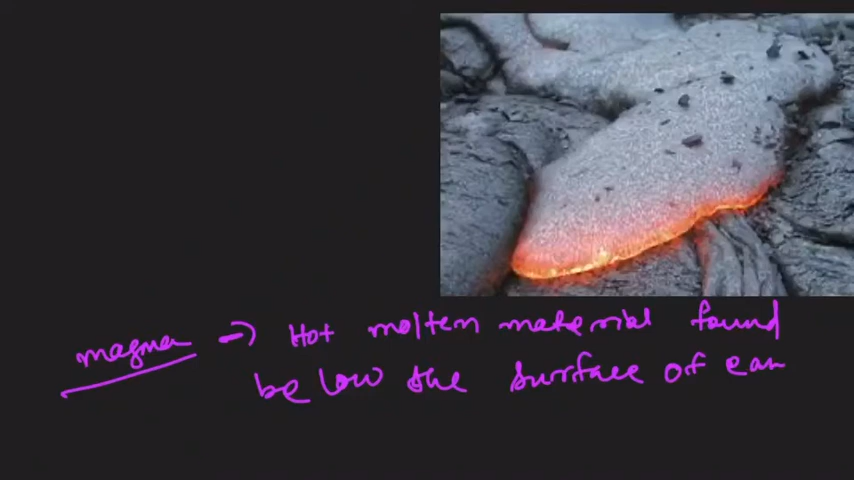 magma → Hot molten material found
below the surface of ear